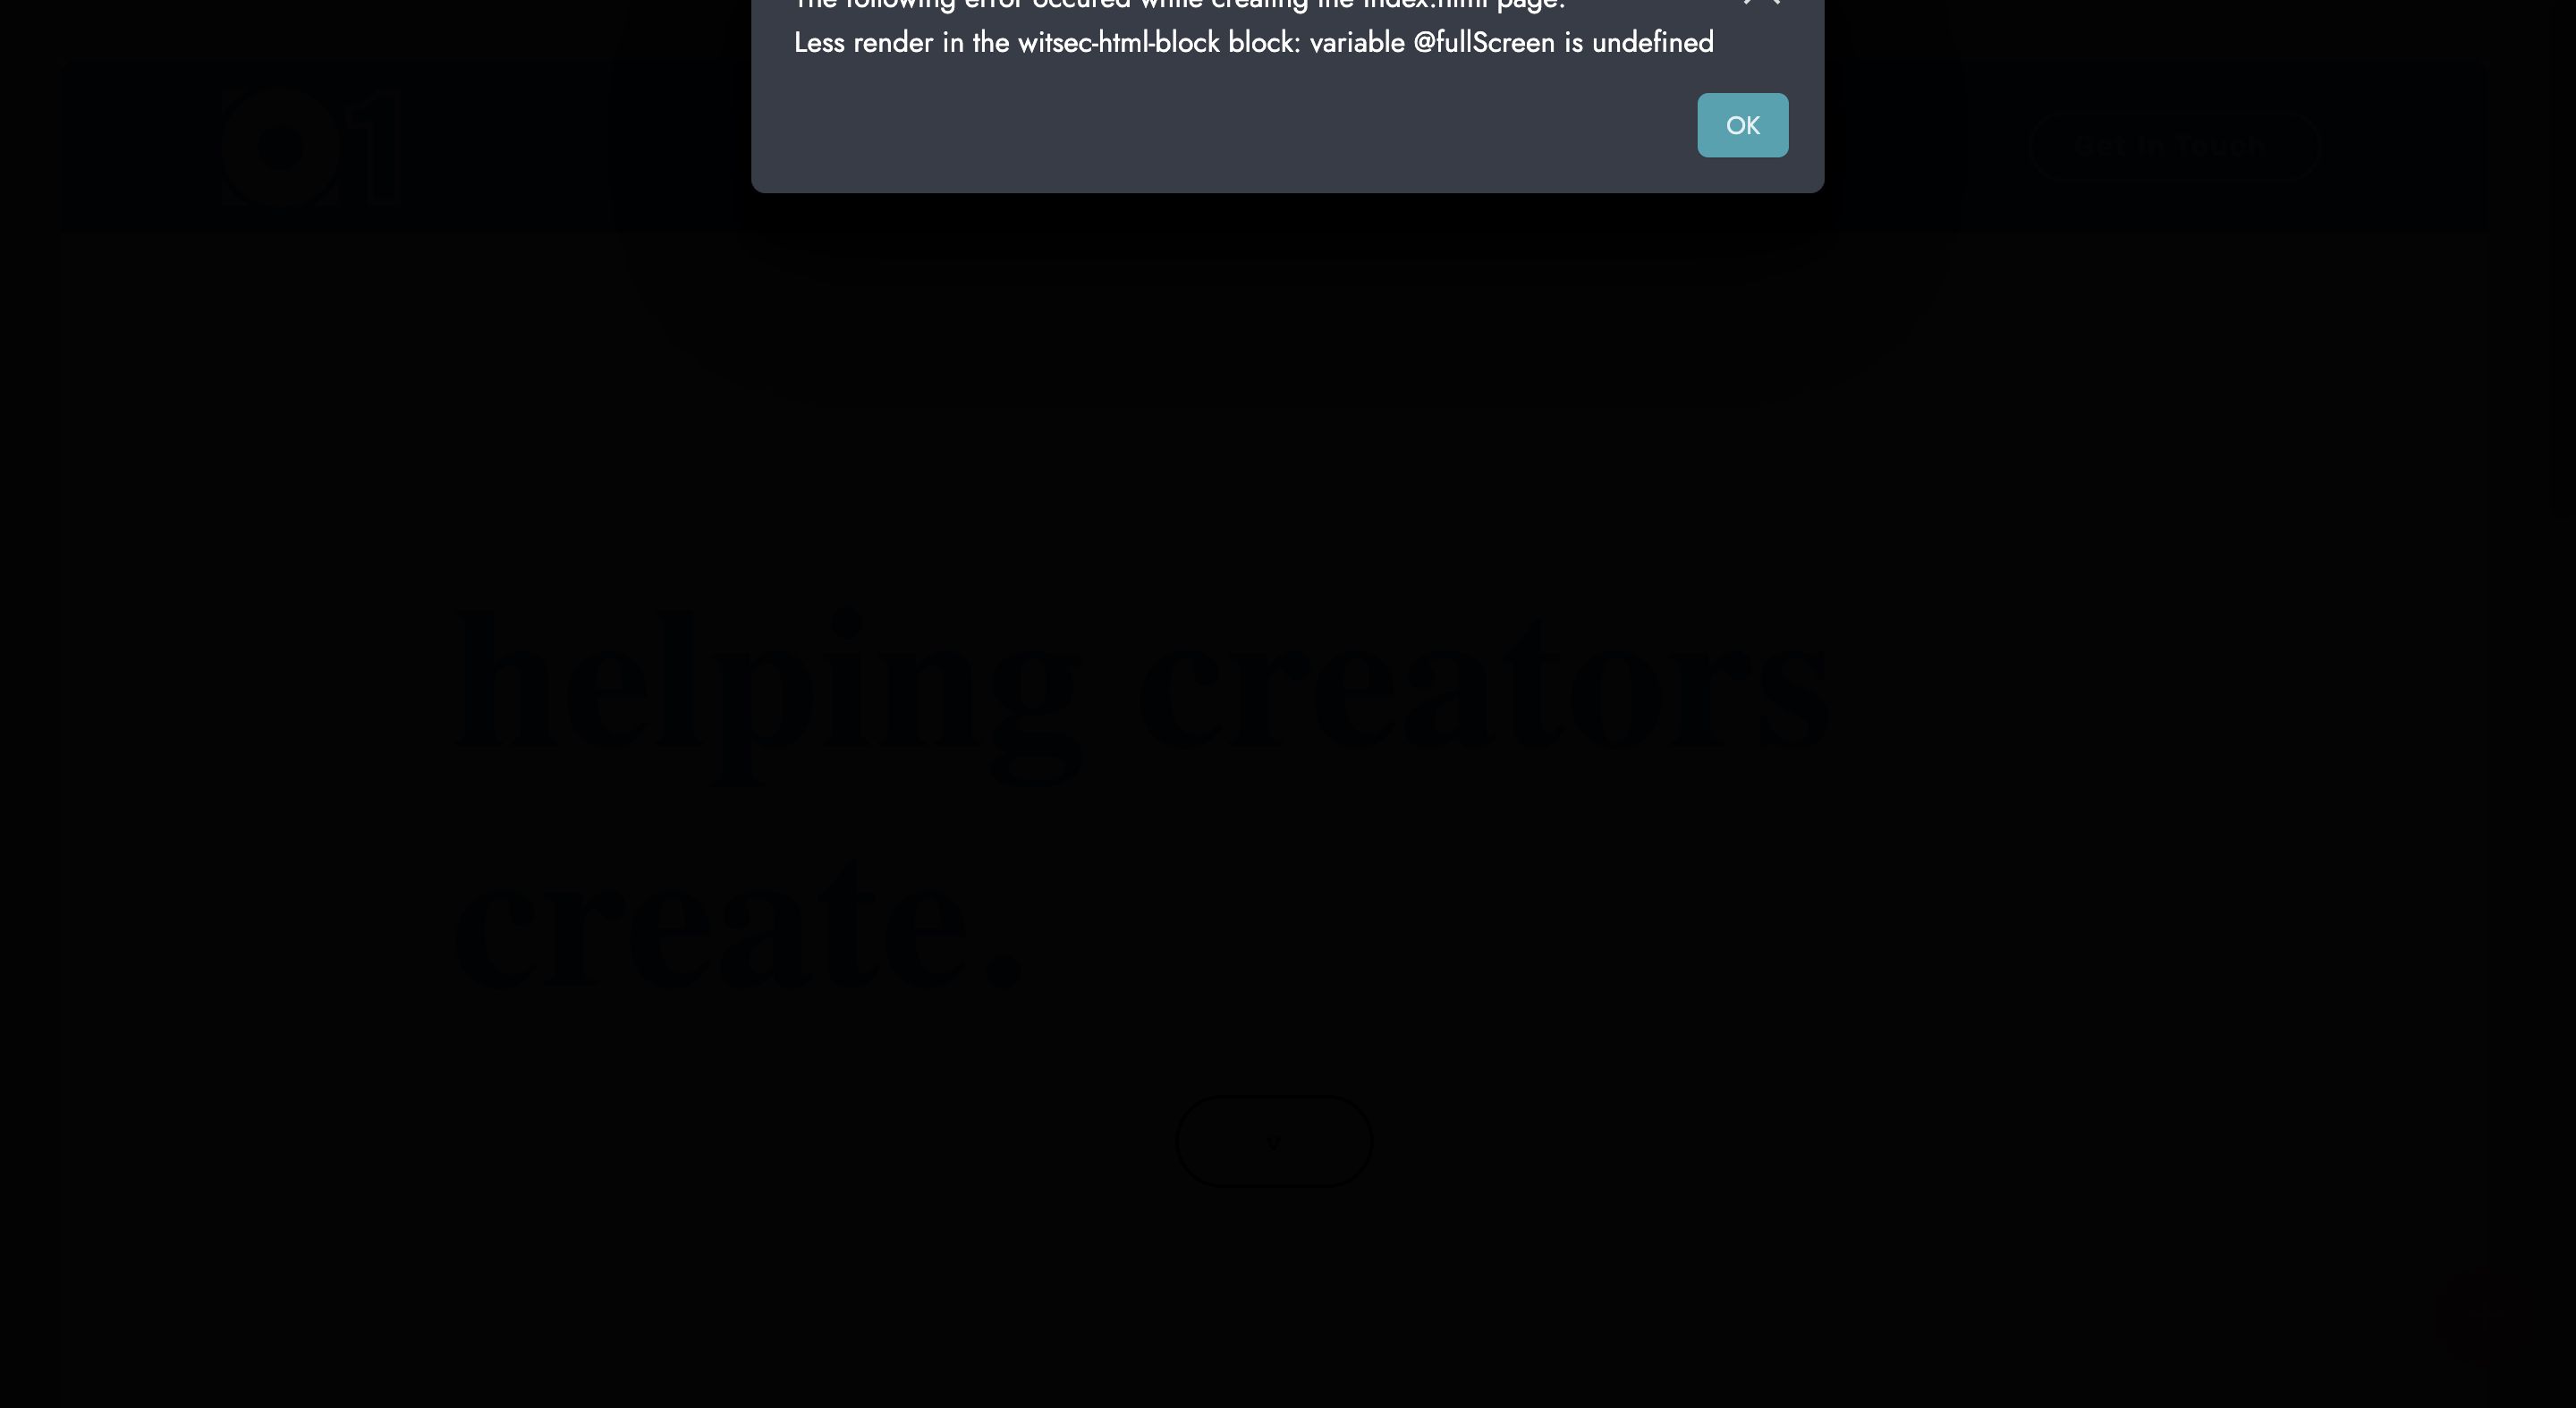 The following error occured while creating the index.html page:
Less render in the witsec-html-block block: variable @fullScreen is undefined
OK
01
Get In Touch
helping creators
create.